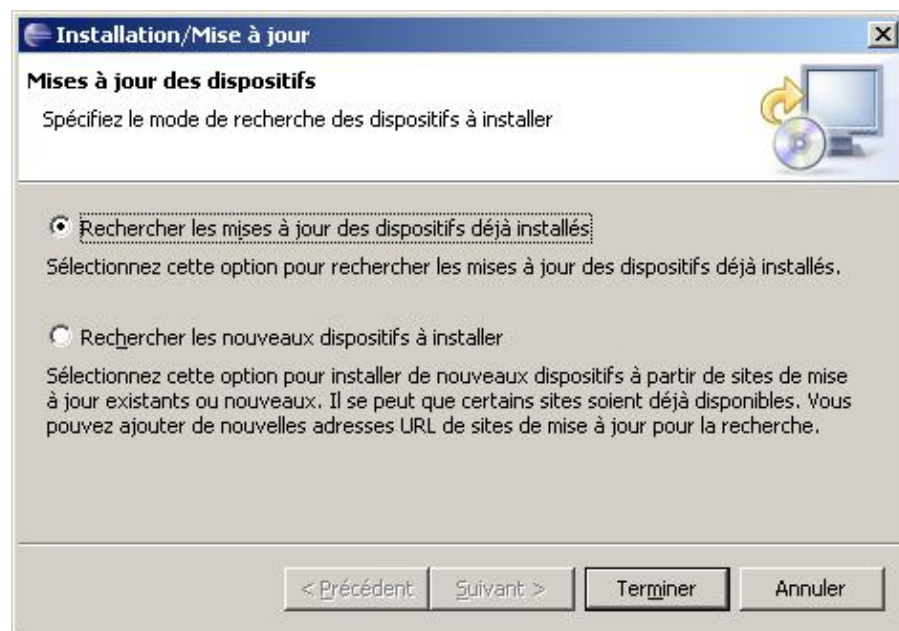 Installation/Mise à jour
Mises à jour des dispositifs
Spécifiez le mode de recherche des dispositifs à installer
Rechercher les mises à jour des dispositifs déjà installés
Sélectionnez cette option pour rechercher les mises à jour des dispositifs déjà installés.
Rechercher les nouveaux dispositifs à installer
Sélectionnez cette option pour installer de nouveaux dispositifs à partir de sites de mise
à jour existants ou nouveaux. Il se peut que certains sites soient déjà disponibles. Vous
pouvez ajouter de nouvelles adresses URL de sites de mise à jour pour la recherche.
< Précédent Suivant > Terminer Annuler